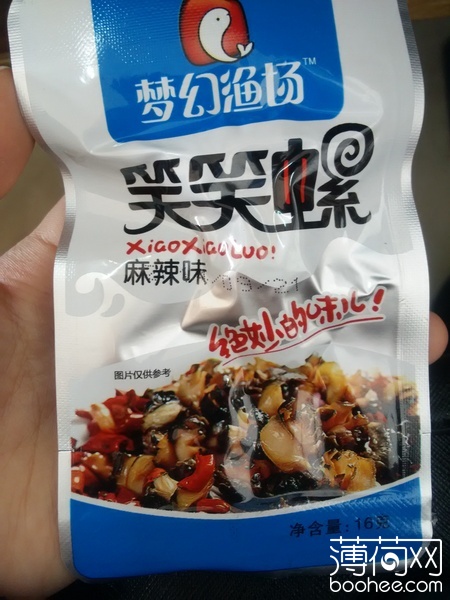 梦幻渔场™
笑笑螺
XiaoXiaoLuo!
麻辣味
绝妙的味儿!
图片仅供参考
净含量:16克
薄荷网
boohee.com